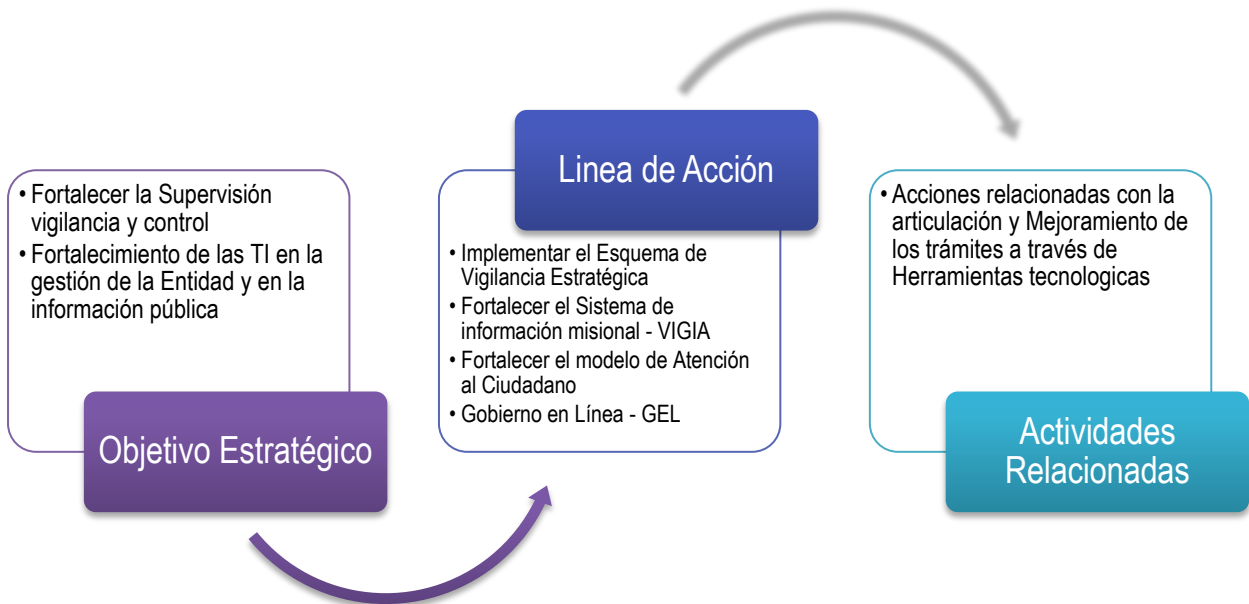 • Fortalecer la Supervisión
vigilancia y control
• Fortalecimiento de las TI en la
gestión de la Entidad y en la
información pública
Objetivo Estratégico
Linea de Acción
• Implementar el Esquema de
Vigilancia Estratégica
• Fortalecer el Sistema de
información misional - VIGIA
• Fortalecer el modelo de Atención
al Ciudadano
• Gobierno en Línea - GEL
• Acciones relacionadas con la
articulación y Mejoramiento de
los trámites a través de
Herramientas tecnologicas
Actividades
Relacionadas